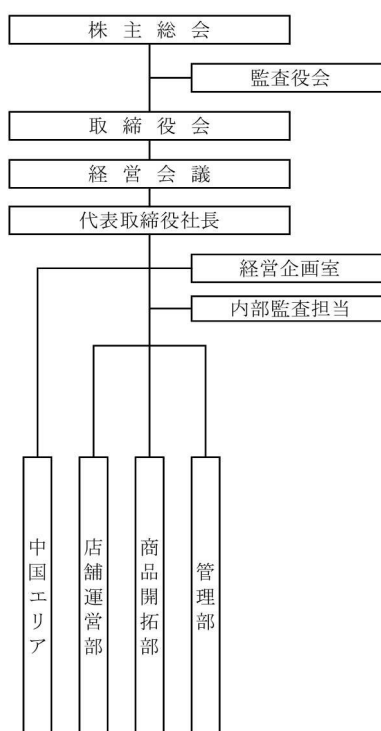 株主総会
監査役会
取締役会
経営会議
代表取締役社長
経営企画室
内部監査担当
中国エリア
店舗運営部
商品開拓部
管理部